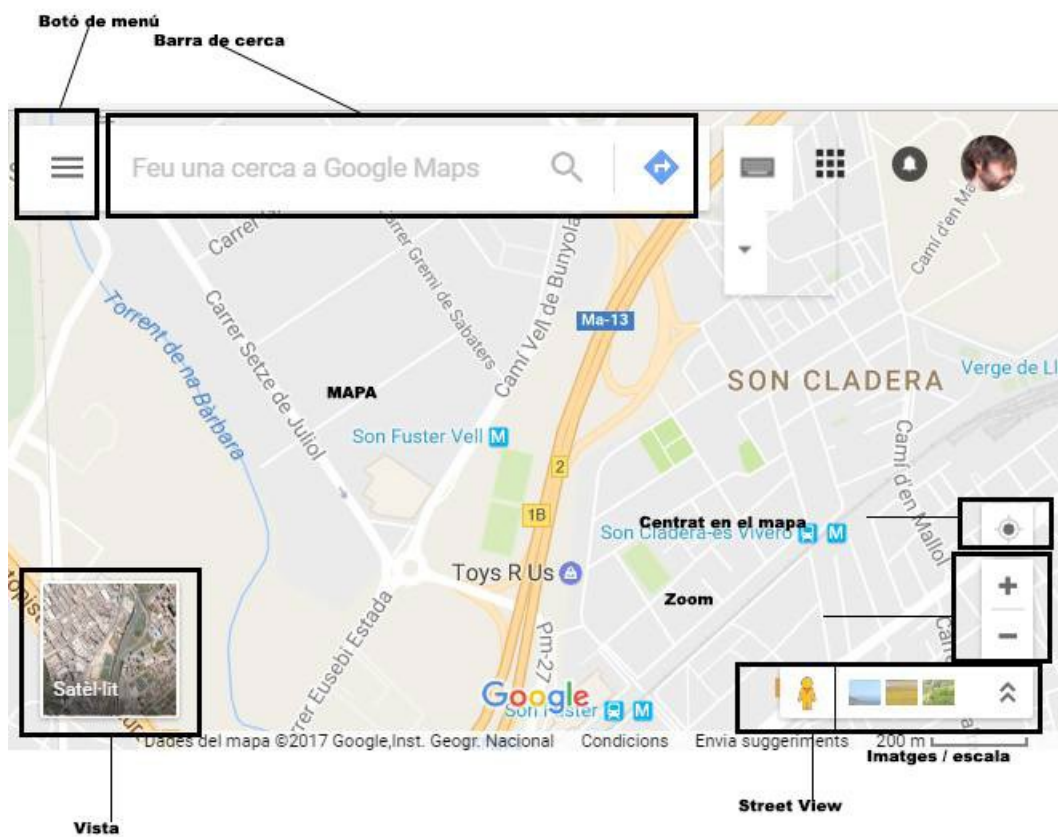 Botó de menú
Barra de cerca
Feu una cerca a Google Maps
Carrer
Carrer Gremi de Sabaters
Camí Vell de Bunyola
Camí d'en Ma
Torrent de na Bàrbara
Carrer Setze de Juliol
Ma-13
SON CLADERA
Verge de Ll
MAPA
Son Fuster Vell M
2
1B
Camí d'en Mallol
Centrat en el mapa
Son Cladera-es Vivero M
Toys R Us
Zoom
Carrer Eusebi Estada
Pm-27
Satèl·lit
Google
Son Fuster M
Dades del mapa ©2017 Google,Inst. Geogr. Nacional Condicions Envia suggeriments 200 m
Imatges / escala
Street View
Vista